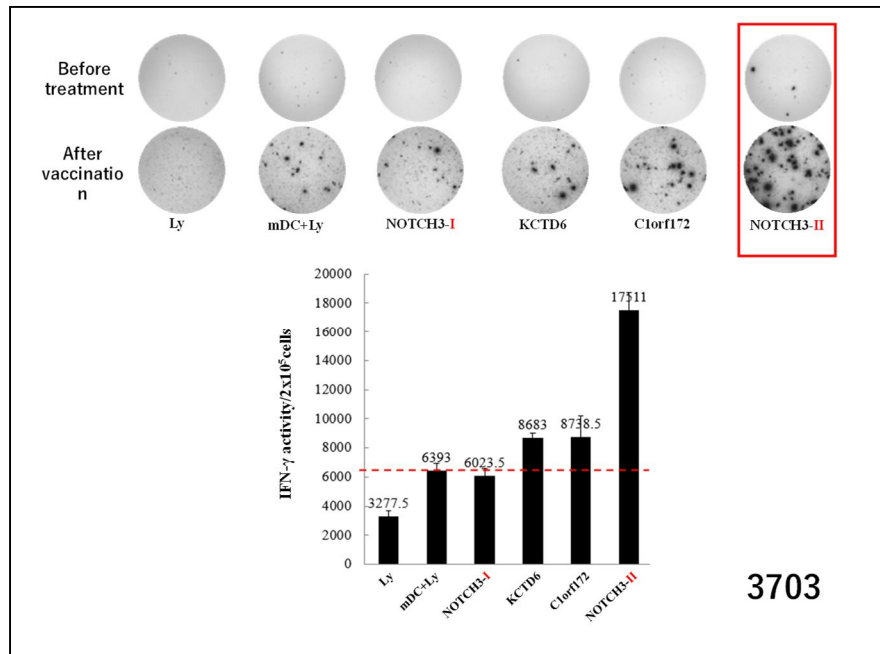 Before
treatment
After
vaccinatio
n
Ly
mDC+Ly
NOTCH3-I
KCTD6
C1orf172
NOTCH3-II
IFN-γ activity/2x10⁵cells
20000
18000
16000
14000
12000
10000
8000
6000
4000
2000
0
3277.5
6393
6023.5
8683
8738.5
17511
Ly
mDC+Ly
NOTCH3-I
KCTD6
C1orf172
NOTCH3-II
3703